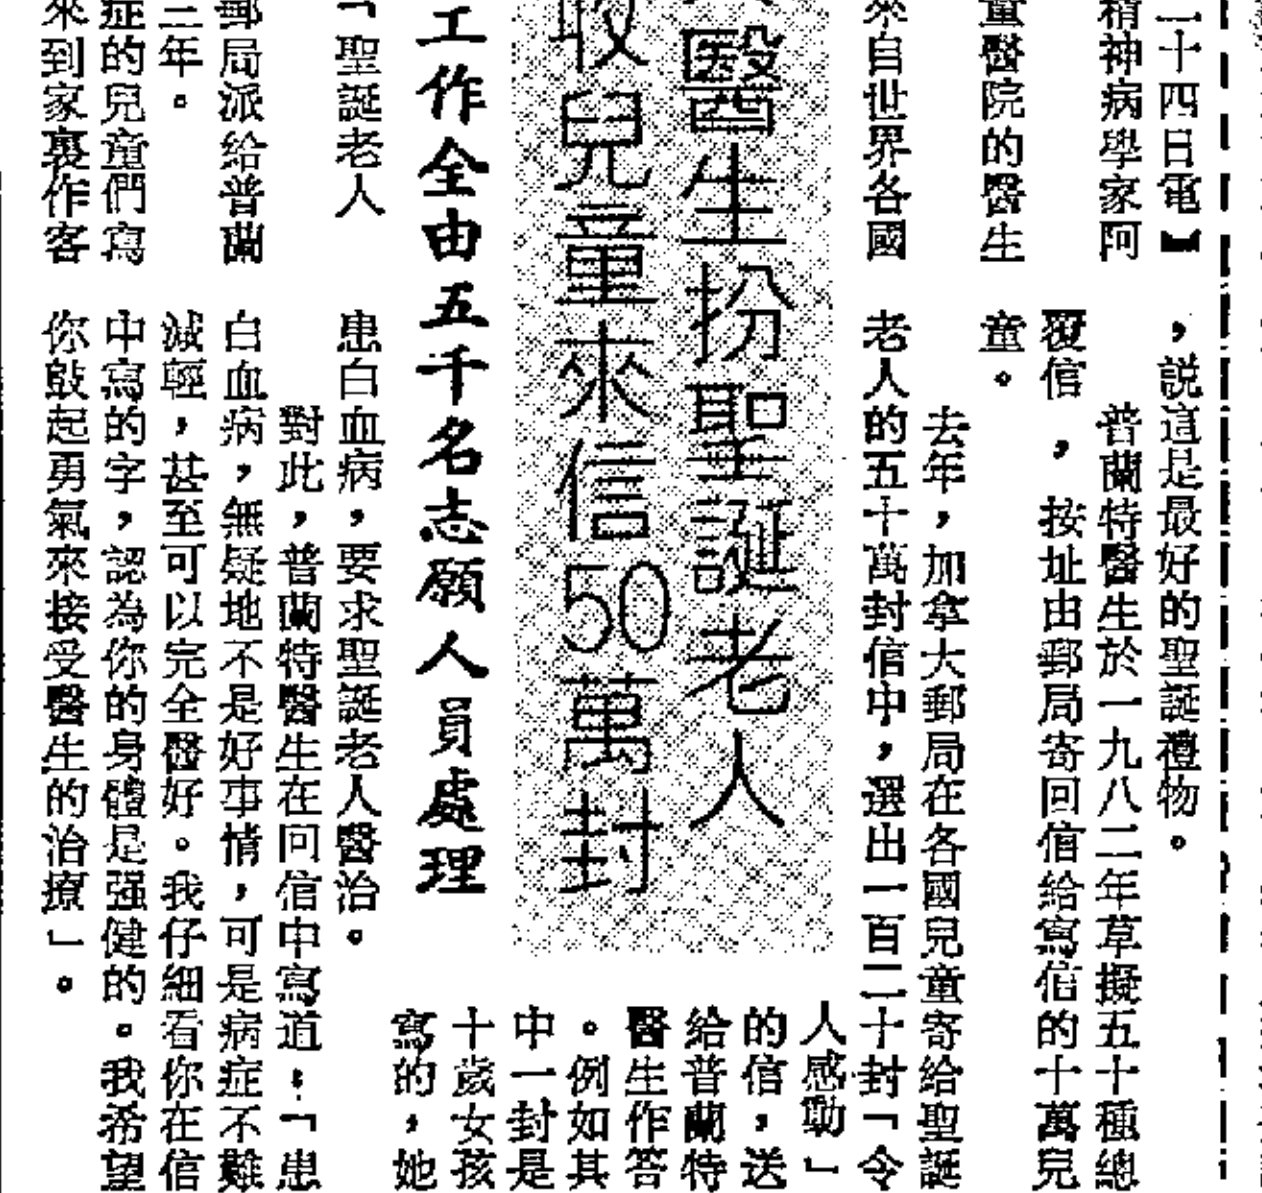 醫生扮聖誕老人
收兒童來信50萬封
工作全由五千名志願人員處理
二十四日電】
精神病學家阿
童醫院的醫生
來自世界各國
「聖誕老人
郵局派給普蘭
三年。
症的兒童們寫
來到家裏作客
，說這是最好的聖誕禮物。
普蘭特醫生於一九八二年草擬五十種總
覆信，按址由郵局寄回信給寫信的十萬兒
童。
去年，加拿大郵局在各國兒童寄給聖誕
老人的五十萬封信中，選出一百二十封「令
人感動」
的信，送
給普蘭特
醫生作答
。例如其
中一封是
十歲女孩
寫的，她
患白血病，要求聖誕老人醫治。
對此，普蘭特醫生在回信中寫道：「患
白血病，無疑地不是好事情，可是病症不難
減輕，甚至可以完全醫好。我仔細看你在信
中寫的字，認為你的身體是强健的。我希望
你鼓起勇氣來接受醫生的治療」。